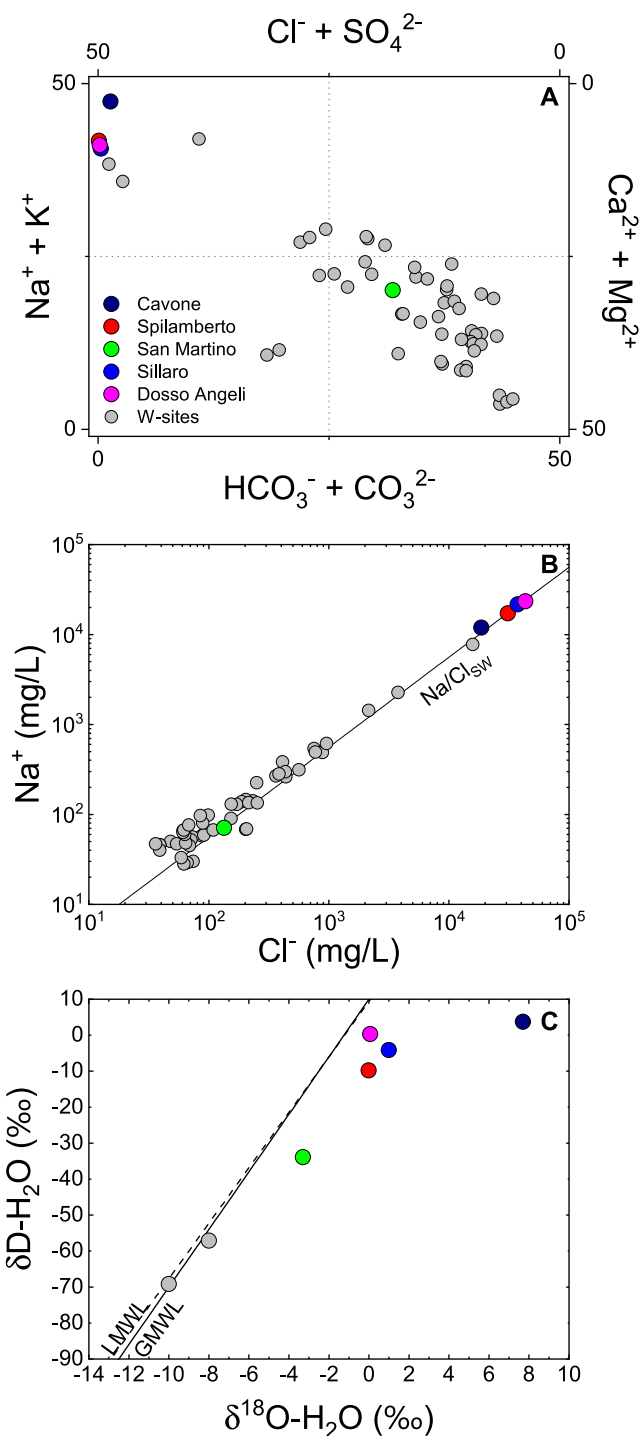 Cl⁻ + SO₄²⁻
50 0
A
50 0
Na⁺ + K⁺
Ca²⁺ + Mg²⁺
Cavone
Spilamberto
San Martino
Sillaro
Dosso Angeli
W-sites
0 50
0 50
HCO₃⁻ + CO₃²⁻
10⁵
B
10⁴
Na/Cl_SW
10³
Na⁺ (mg/L)
10²
10¹
10¹ 10² 10³ 10⁴ 10⁵
Cl⁻ (mg/L)
10
C
0
-10
-20
-30
-40
δD-H₂O (‰)
-50
-60
-70
-80
-90
LMWL
GMWL
-14 -12 -10 -8 -6 -4 -2 0 2 4 6 8 10
δ¹⁸O-H₂O (‰)